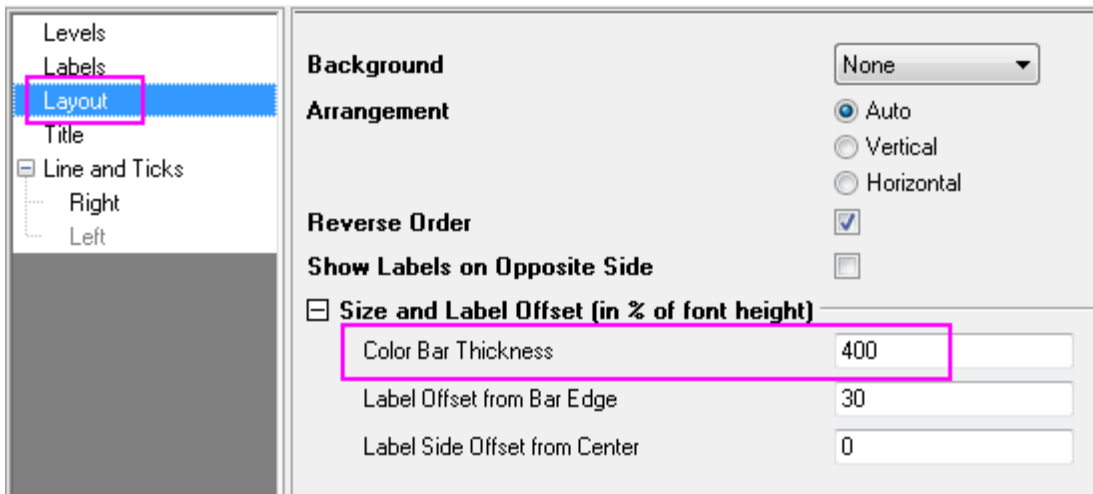 Levels
Labels
Layout
Title
Line and Ticks
Right
Left
Background None
Arrangement Auto
Vertical
Horizontal
Reverse Order
Show Labels on Opposite Side
Size and Label Offset (in % of font height)
Color Bar Thickness 400
Label Offset from Bar Edge 30
Label Side Offset from Center 0